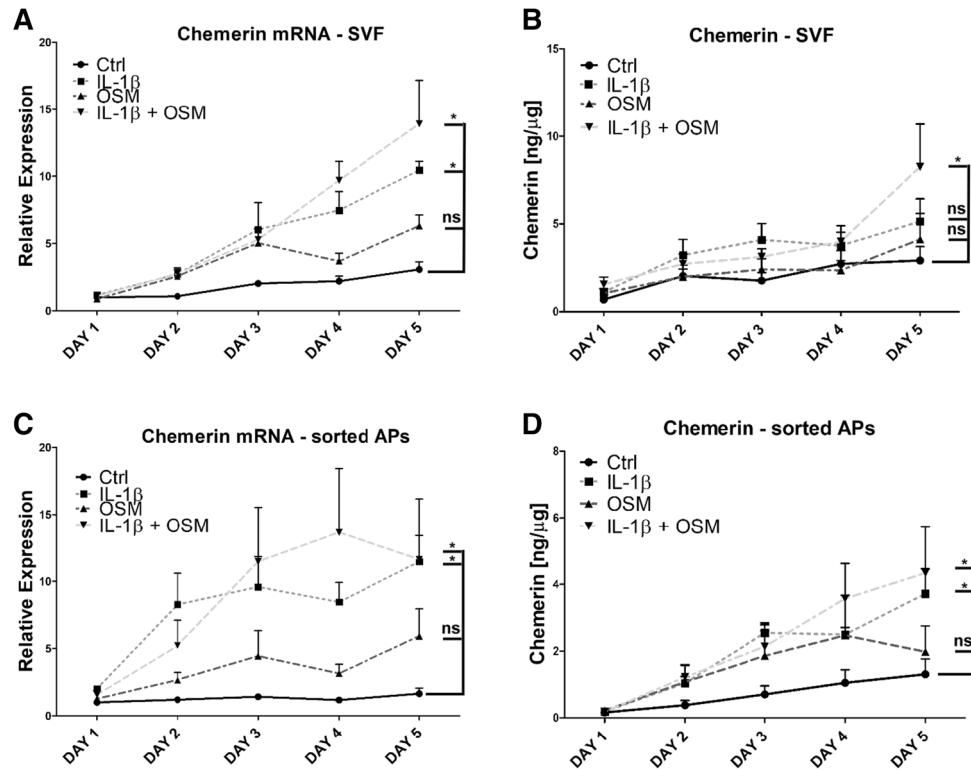 A
Chemerin mRNA - SVF
Relative Expression
20
15
10
5
0
Ctrl
IL-1β
OSM
IL-1β + OSM
*
*
ns
DAY 1
DAY 2
DAY 3
DAY 4
DAY 5
B
Chemerin - SVF
Chemerin [ng/μg]
15
10
5
0
Ctrl
IL-1β
OSM
IL-1β + OSM
*
ns
ns
DAY 1
DAY 2
DAY 3
DAY 4
DAY 5
C
Chemerin mRNA - sorted APs
Relative Expression
20
15
10
5
0
Ctrl
IL-1β
OSM
IL-1β + OSM
*
*
ns
DAY 1
DAY 2
DAY 3
DAY 4
DAY 5
D
Chemerin - sorted APs
Chemerin [ng/μg]
8
6
4
2
0
Ctrl
IL-1β
OSM
IL-1β + OSM
*
*
ns
DAY 1
DAY 2
DAY 3
DAY 4
DAY 5